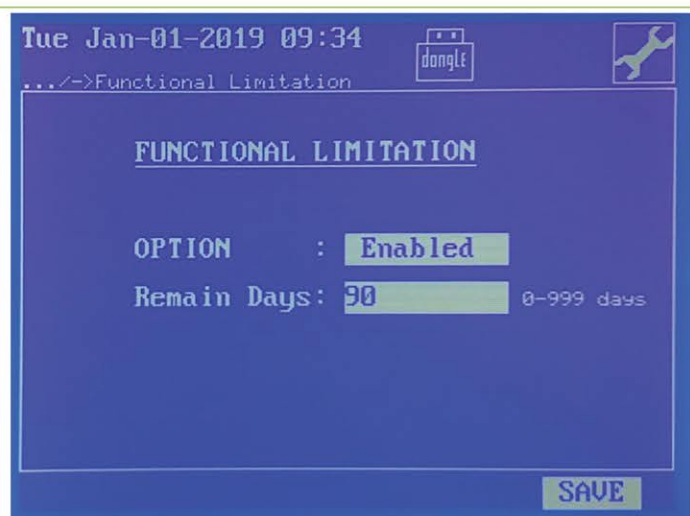 Tue Jan-01-2019 09:34
dongLE
.../->Functional Limitation
FUNCTIONAL LIMITATION
OPTION : Enabled
Remain Days: 90 0-999 days
SAVE